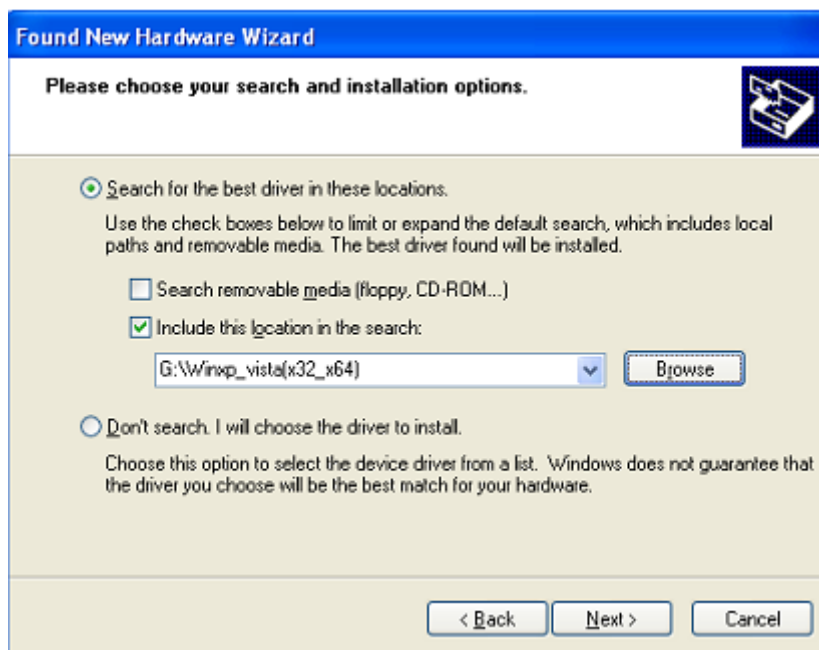 Found New Hardware Wizard
Please choose your search and installation options.
Search for the best driver in these locations.
Use the check boxes below to limit or expand the default search, which includes local
paths and removable media. The best driver found will be installed.
Search removable media (floppy, CD-ROM...)
Include this location in the search:
G:\Winxp_vista(x32_x64)
Browse
Don't search. I will choose the driver to install.
Choose this option to select the device driver from a list. Windows does not guarantee that
the driver you choose will be the best match for your hardware.
< Back Next > Cancel